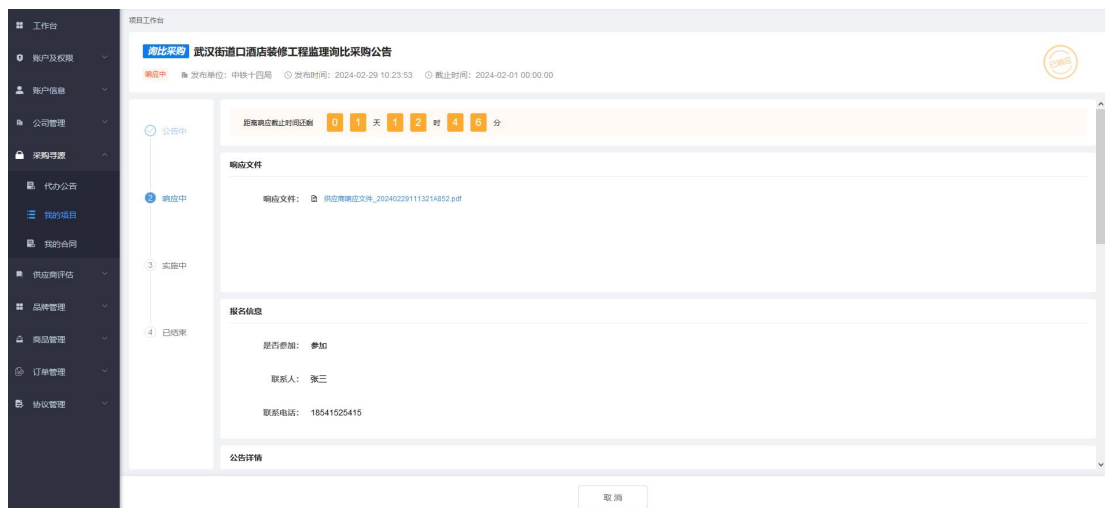 工作台
账户及权限
账户信息
公司管理
采购寻源
代办公告
我的项目
我的合同
供应商评估
品牌管理
商品管理
订单管理
协议管理
项目工作台
询比采购 武汉街道口酒店装修工程监理询比采购公告
响应中 发布单位：中铁十四局 发布时间：2024-02-29 10:23:53 截止时间：2024-02-01 00:00:00
已响应
公告中
2 响应中
3 实施中
4 已结束
距离响应截止时间还剩 0 1 天 1 2 时 4 6 分
响应文件
响应文件： 供应商响应文件_20240229111321A852.pdf
报名信息
是否参加： 参加
联系人： 张三
联系电话： 18541525415
公告详情
取消